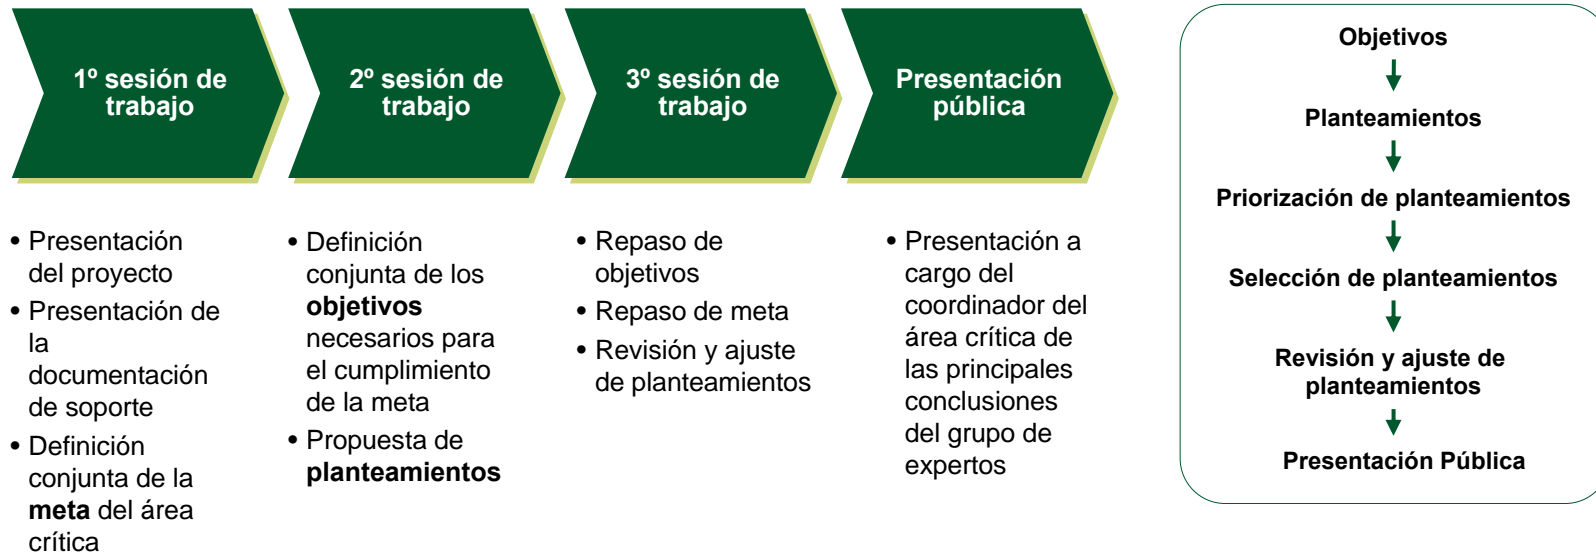 1º sesión de
trabajo
2º sesión de
trabajo
3º sesión de
trabajo
Presentación
pública
• Presentación
del proyecto
• Presentación de
la
documentación
de soporte
• Definición
conjunta de la
meta del área
crítica
• Definición
conjunta de los
objetivos
necesarios para
el cumplimiento
de la meta
• Propuesta de
planteamientos
• Repaso de
objetivos
• Repaso de meta
• Revisión y ajuste
de planteamientos
• Presentación a
cargo del
coordinador del
área crítica de
las principales
conclusiones
del grupo de
expertos
Objetivos
Planteamientos
Priorización de planteamientos
Selección de planteamientos
Revisión y ajuste de
planteamientos
Presentación Pública